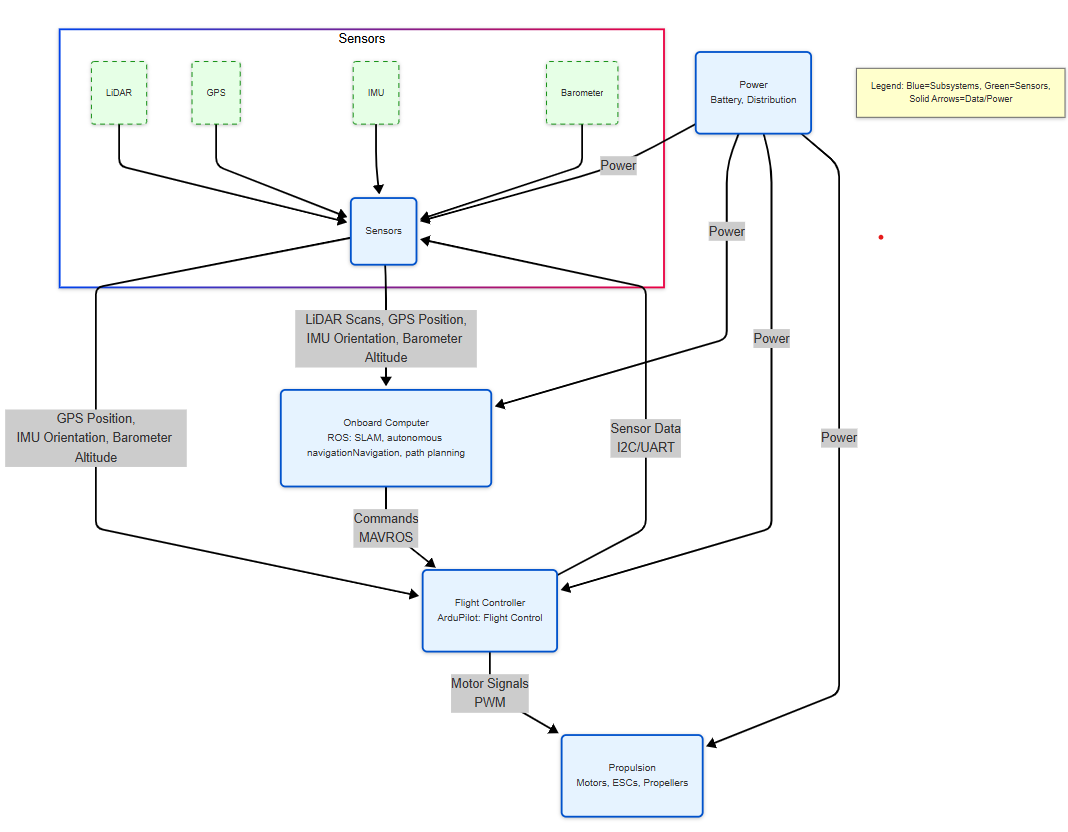 Sensors
LiDAR
GPS
IMU
Barometer
Power
Battery, Distribution
Legend: Blue=Subsystems, Green=Sensors,
Solid Arrows=Data/Power
Power
Sensors
Power
LiDAR Scans, GPS Position,
IMU Orientation, Barometer
Altitude
Power
GPS Position,
IMU Orientation, Barometer
Altitude
Onboard Computer
ROS: SLAM, autonomous
navigationNavigation, path planning
Sensor Data
I2C/UART
Power
Commands
MAVROS
Flight Controller
ArduPilot: Flight Control
Motor Signals
PWM
Propulsion
Motors, ESCs, Propellers